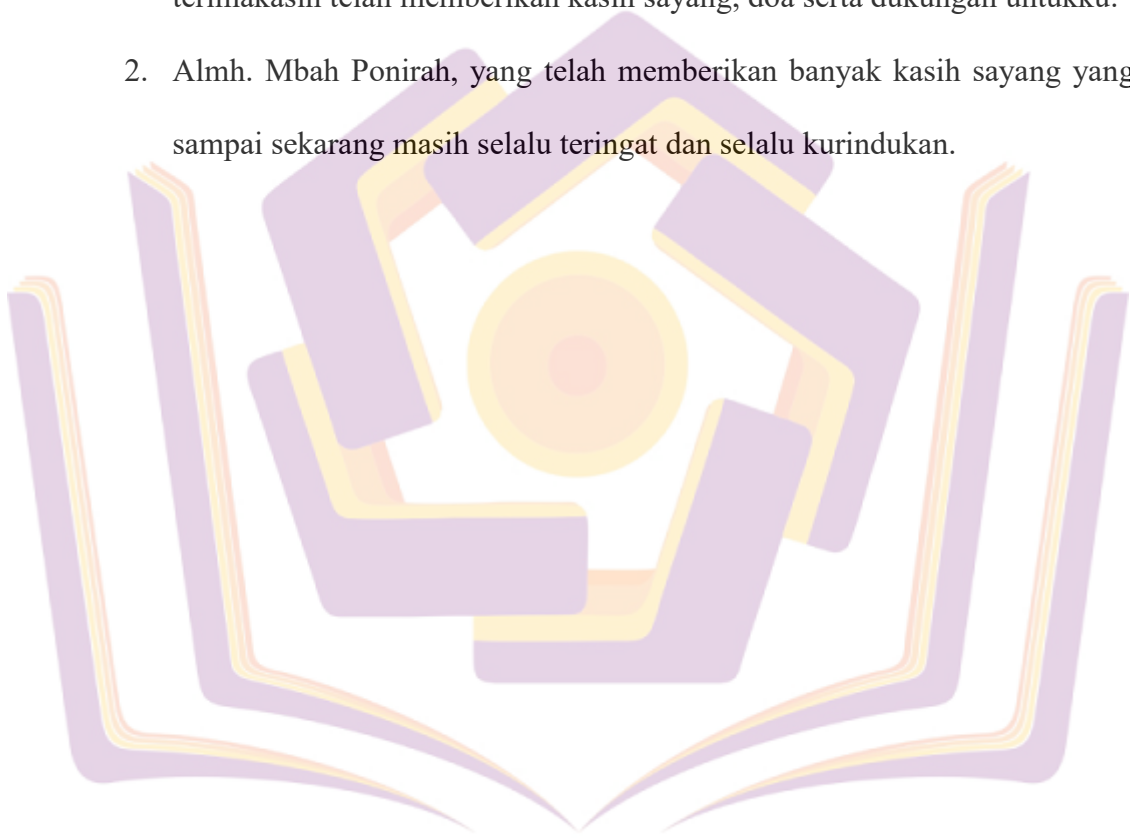 terimakasih telah memberikan kasih sayang, doa serta dukungan untukku.
2. Almh. Mbah Ponirah, yang telah memberikan banyak kasih sayang yang
sampai sekarang masih selalu teringat dan selalu kurindukan.